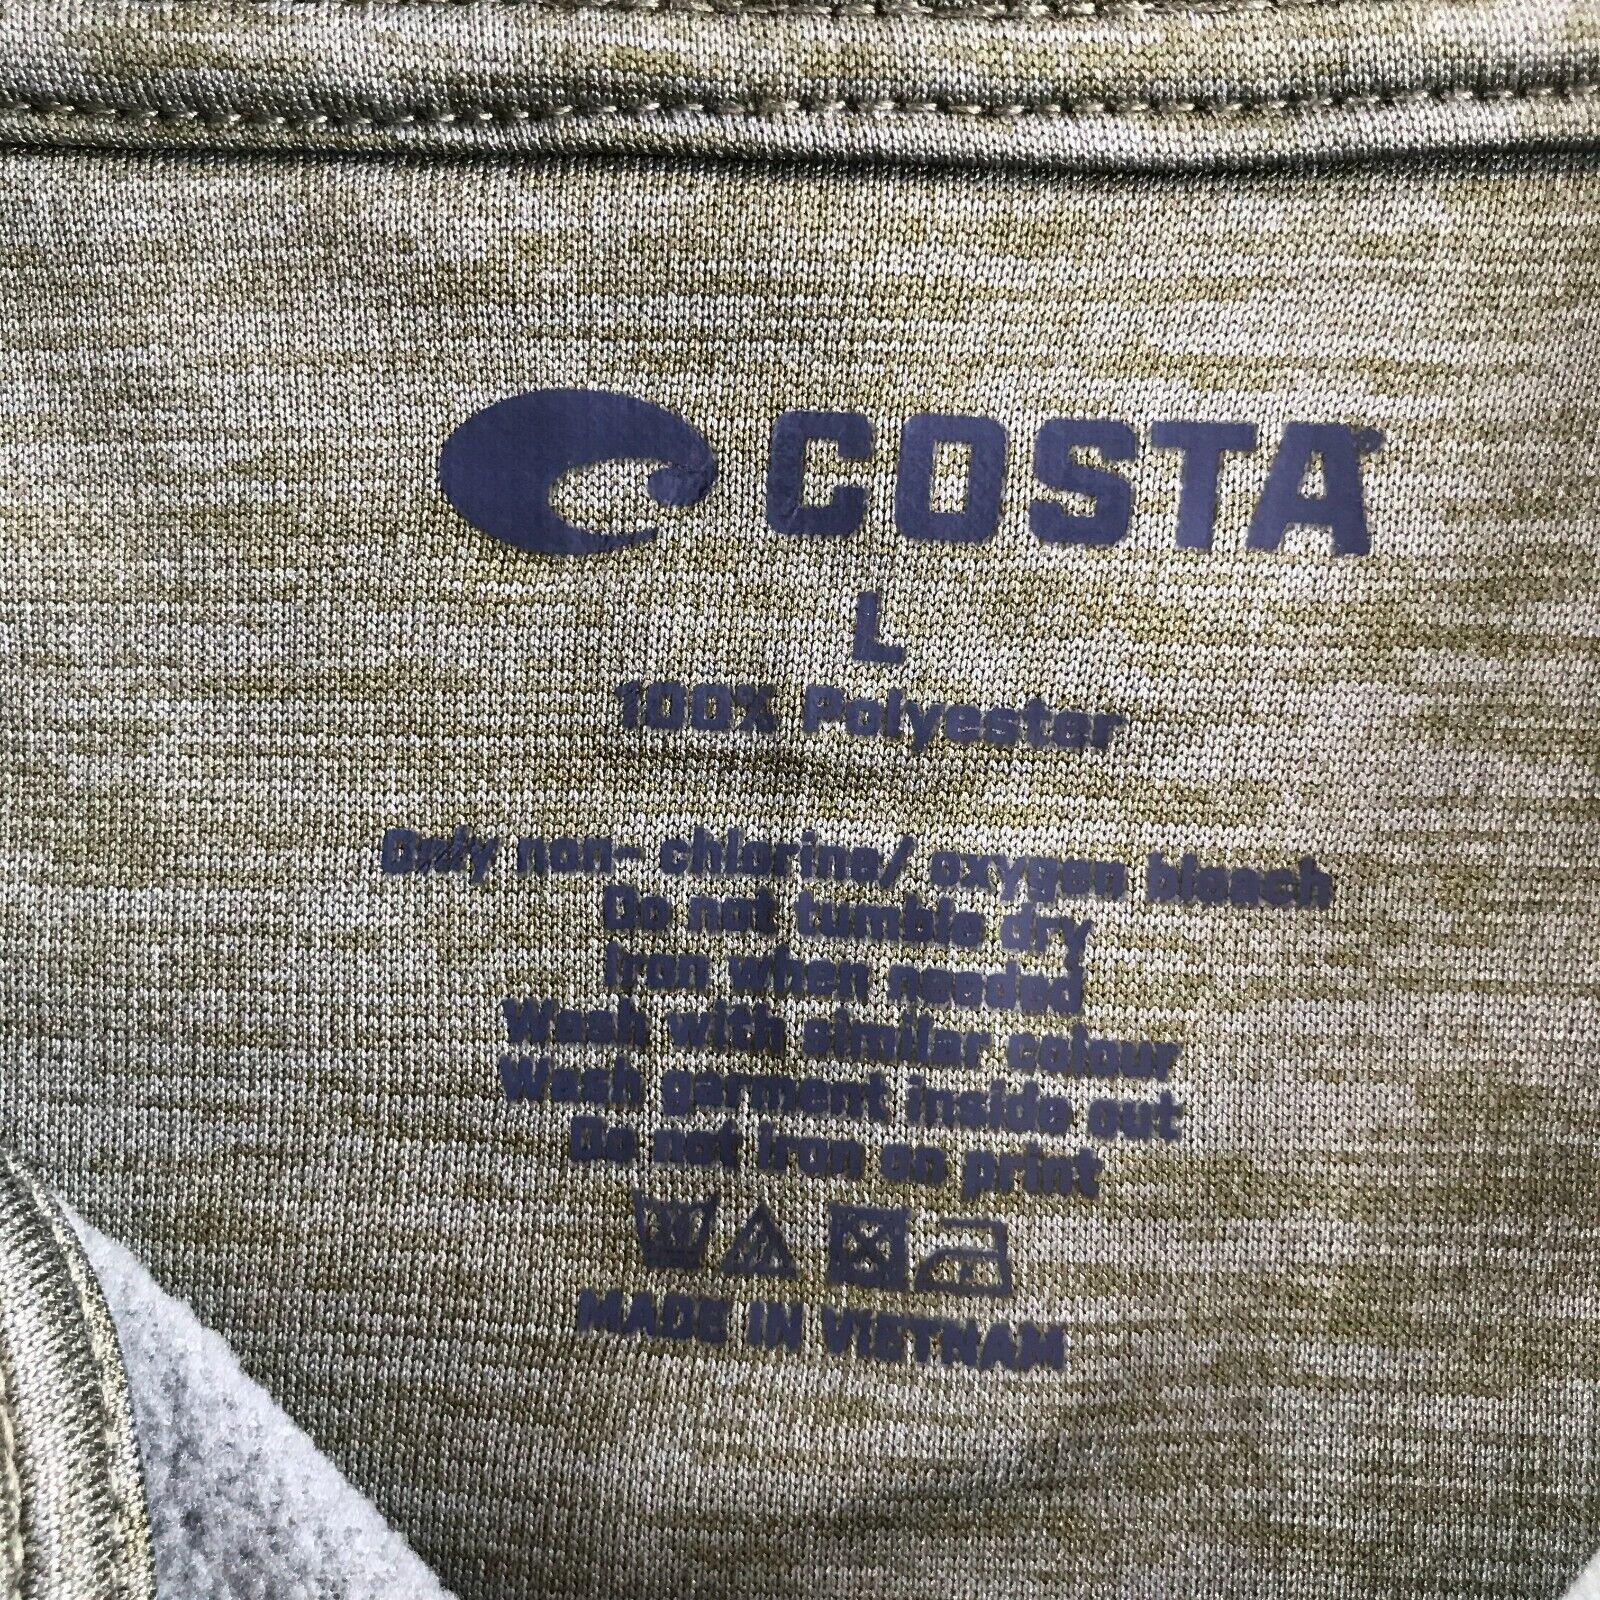 COSTA®
L
100% Polyester
Only non- chlorine/ oxygen bleach
Do not tumble dry
Iron when needed
Wash with similar colour
Wash garment inside out
Do not iron on print
MADE IN VIETNAM